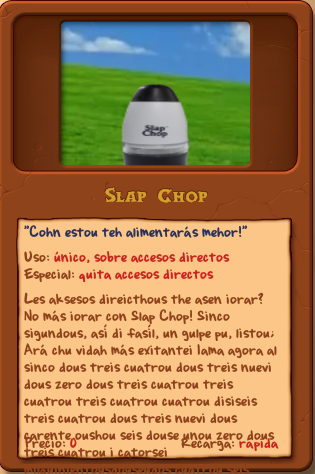 Slap
Chop
Slap Chop
"Cohn estou teh alimentarás mehor!"
Uso: único, sobre accesos directos
Especial: quita accesos directos
Les aksesos direicthous the asen iorar?
No más iorar con Slap Chop! Sinco
sigundous, así di fasil, un gulpe pu, listou;
Ará chu vidah más exitantei lama agora al
sinco dous treis cuatrou dous treis nuevi
dous zero dous treis cuatrou treis
cuatrou treis cuatrou cuatrou disiseis
treis cuatrou dous treis nuevi dous
carente oushou seis douse unou zero dous
treis cuatrou i catorsei
Precio: 0 Recarga: rápida